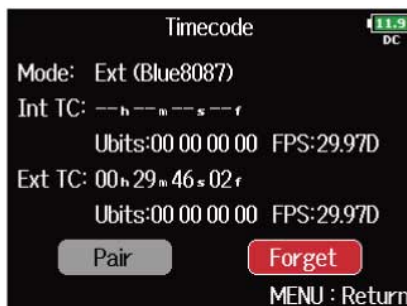 Timecode
11.9
DC
Mode: Ext (Blue8087)
Int TC: --h--m--s--f
Ubits:00 00 00 00 FPS:29.97D
Ext TC: 00h29m46s02f
Ubits:00 00 00 00 FPS:29.97D
Pair Forget
MENU : Return